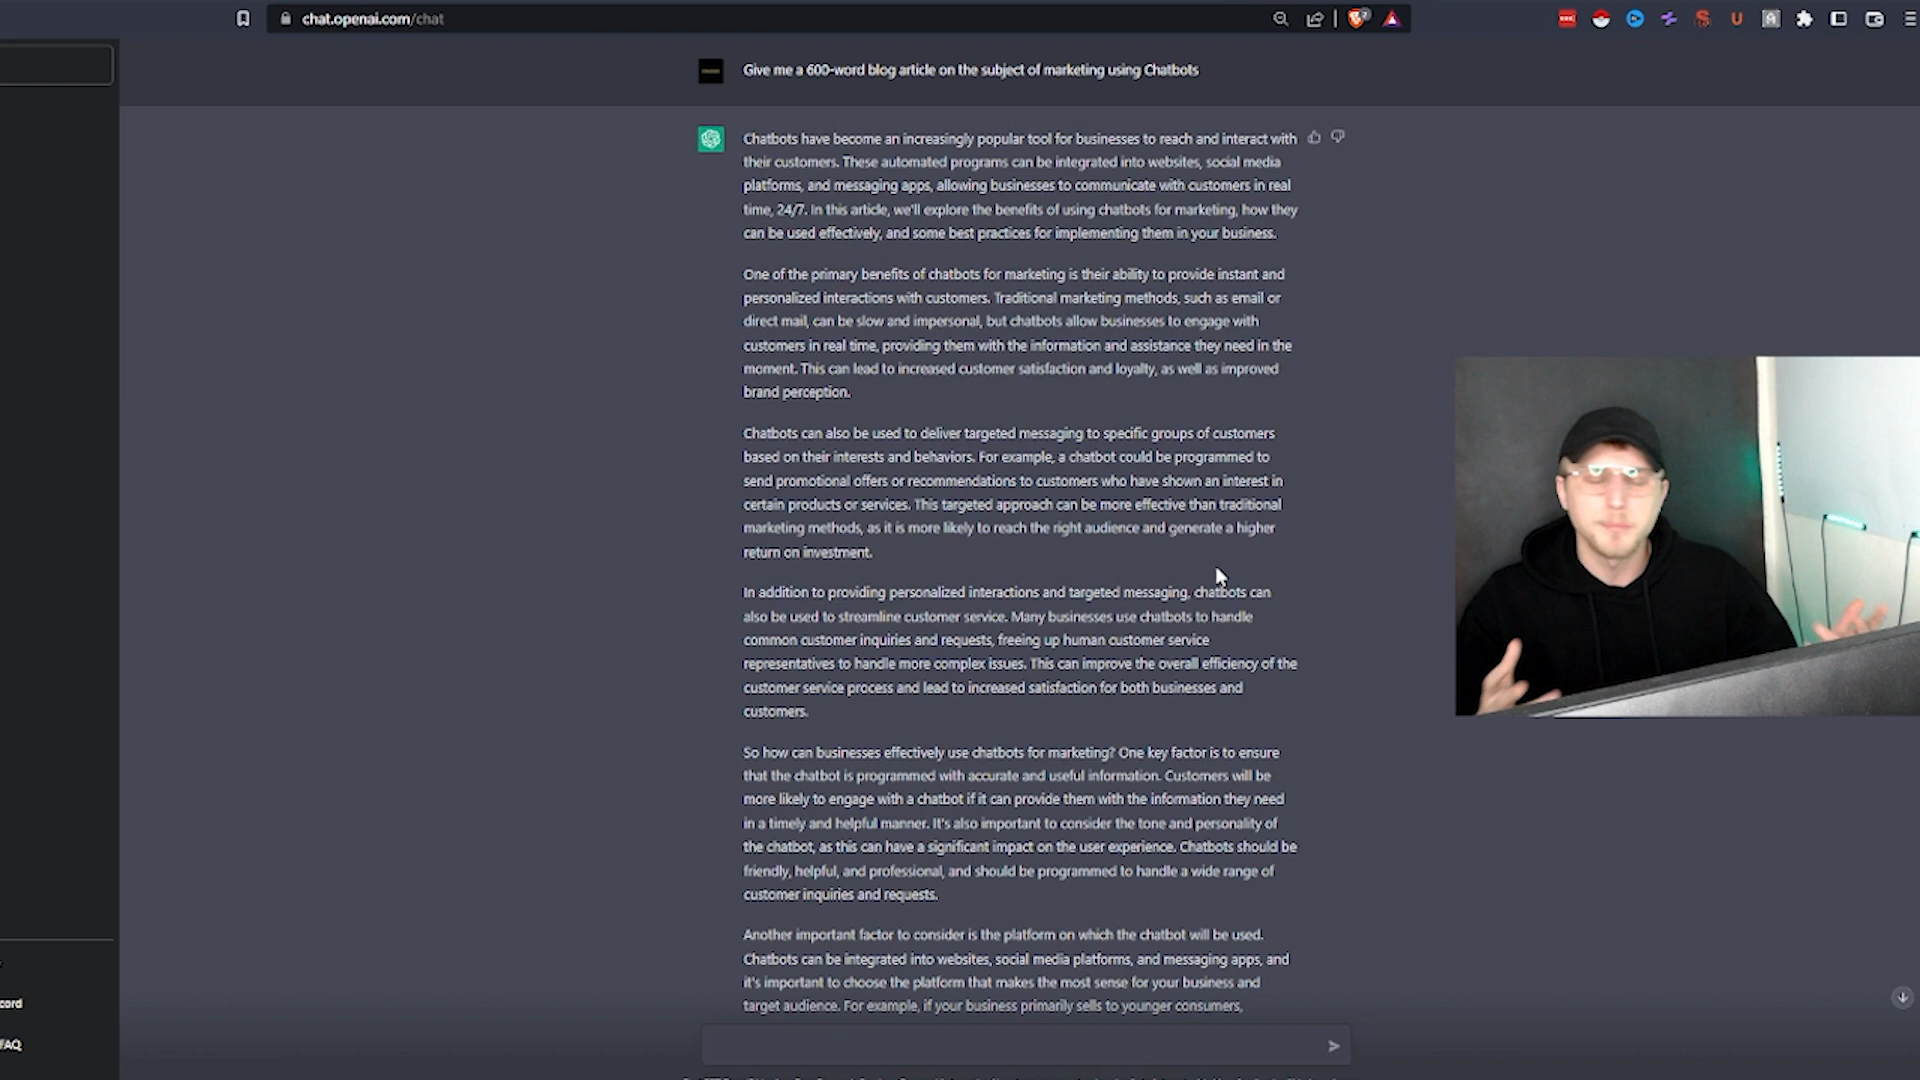 chat.openai.com/chat
Give me a 600-word blog article on the subject of marketing using Chatbots
Chatbots have become an increasingly popular tool for businesses to reach and interact with
their customers. These automated programs can be integrated into websites, social media
platforms, and messaging apps, allowing businesses to communicate with customers in real
time, 24/7. In this article, we'll explore the benefits of using chatbots for marketing, how they
can be used effectively, and some best practices for implementing them in your business.
One of the primary benefits of chatbots for marketing is their ability to provide instant and
personalized interactions with customers. Traditional marketing methods, such as email or
direct mail, can be slow and impersonal, but chatbots allow businesses to engage with
customers in real time, providing them with the information and assistance they need in the
moment. This can lead to increased customer satisfaction and loyalty, as well as improved
brand perception.
Chatbots can also be used to deliver targeted messaging to specific groups of customers
based on their interests and behaviors. For example, a chatbot could be programmed to
send promotional offers or recommendations to customers who have shown an interest in
certain products or services. This targeted approach can be more effective than traditional
marketing methods, as it is more likely to reach the right audience and generate a higher
return on investment.
In addition to providing personalized interactions and targeted messaging, chatbots can
also be used to streamline customer service. Many businesses use chatbots to handle
common customer inquiries and requests, freeing up human customer service
representatives to handle more complex issues. This can improve the overall efficiency of the
customer service process and lead to increased satisfaction for both businesses and
customers.
So how can businesses effectively use chatbots for marketing? One key factor is to ensure
that the chatbot is programmed with accurate and useful information. Customers will be
more likely to engage with a chatbot if it can provide them with the information they need
in a timely and helpful manner. It's also important to consider the tone and personality of
the chatbot, as this can have a significant impact on the user experience. Chatbots should be
friendly, helpful, and professional, and should be programmed to handle a wide range of
customer inquiries and requests.
Another important factor to consider is the platform on which the chatbot will be used.
Chatbots can be integrated into websites, social media platforms, and messaging apps, and
it's important to choose the platform that makes the most sense for your business and
target audience. For example, if your business primarily sells to younger consumers,
cord
FAQ